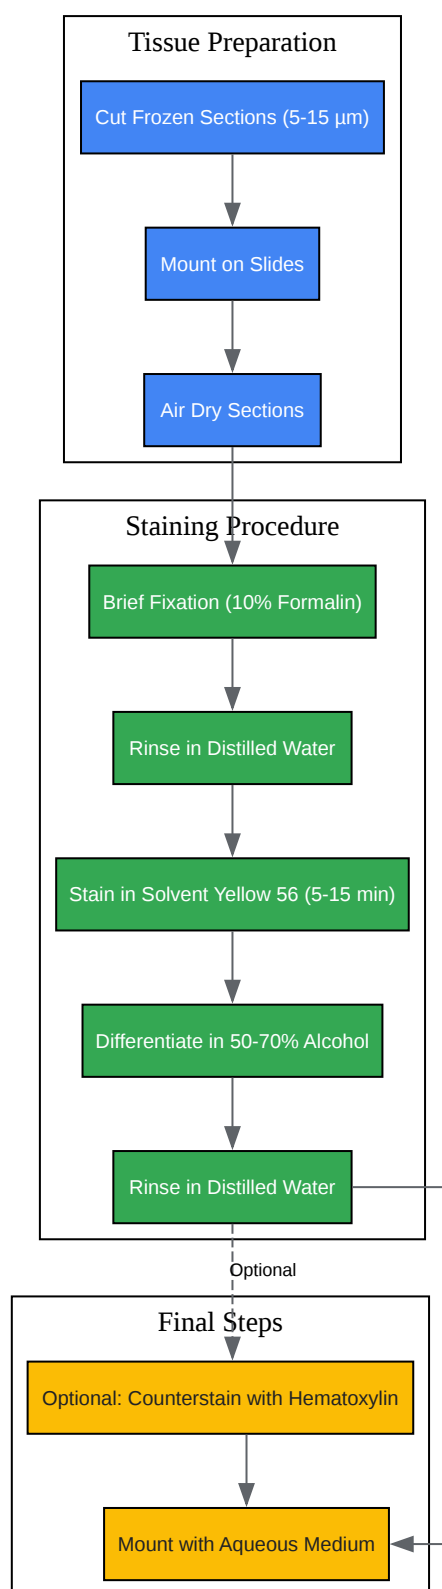 Tissue Preparation
Cut Frozen Sections (5-15 µm)
Mount on Slides
Air Dry Sections
Staining Procedure
Brief Fixation (10% Formalin)
Rinse in Distilled Water
Stain in Solvent Yellow 56 (5-15 min)
Differentiate in 50-70% Alcohol
Rinse in Distilled Water
Optional
Final Steps
Optional: Counterstain with Hematoxylin
Mount with Aqueous Medium